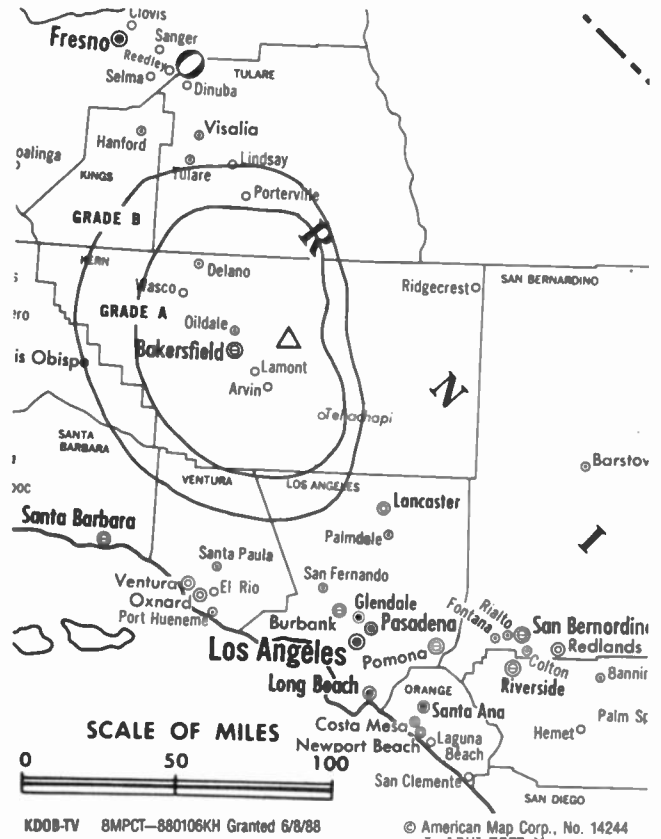 Clovis
Fresno
Sanger
Reedley
Selma
TULARE
Dinuba
Hanford
Visalia
oalinga
Lindsay
Tulare
KINGS
Porterville
GRADE B
R
KERN
Delano
SAN BERNARDINO
Wasco
Ridgecrest
GRADE A
ero
Oildale
Bakersfield
is Obispo
Lamont
Arvin
N
Tehachapi
SANTA
BARBARA
Barstow
VENTURA
LOS ANGELES
poc
Lancaster
Santa Barbara
Palmdale
I
Santa Paula
San Fernando
Ventura
El Rio
Oxnard
Port Hueneme
Glendale
Burbank
Pasadena
Fontana
Rialto
San Bernordin
Redlands
Los Angeles
Pomona
Colton
Riverside
Bannin
Long Beach
ORANGE
Santa Ana
Palm Sp
SCALE OF MILES
Costa Mesa
Hemet
Newport Beach
Laguna
Beach
0 50 100
San Clemente
SAN DIEGO
KDOB-TV BMPCT—880106KH Granted 6/8/88
© American Map Corp., No. 14244